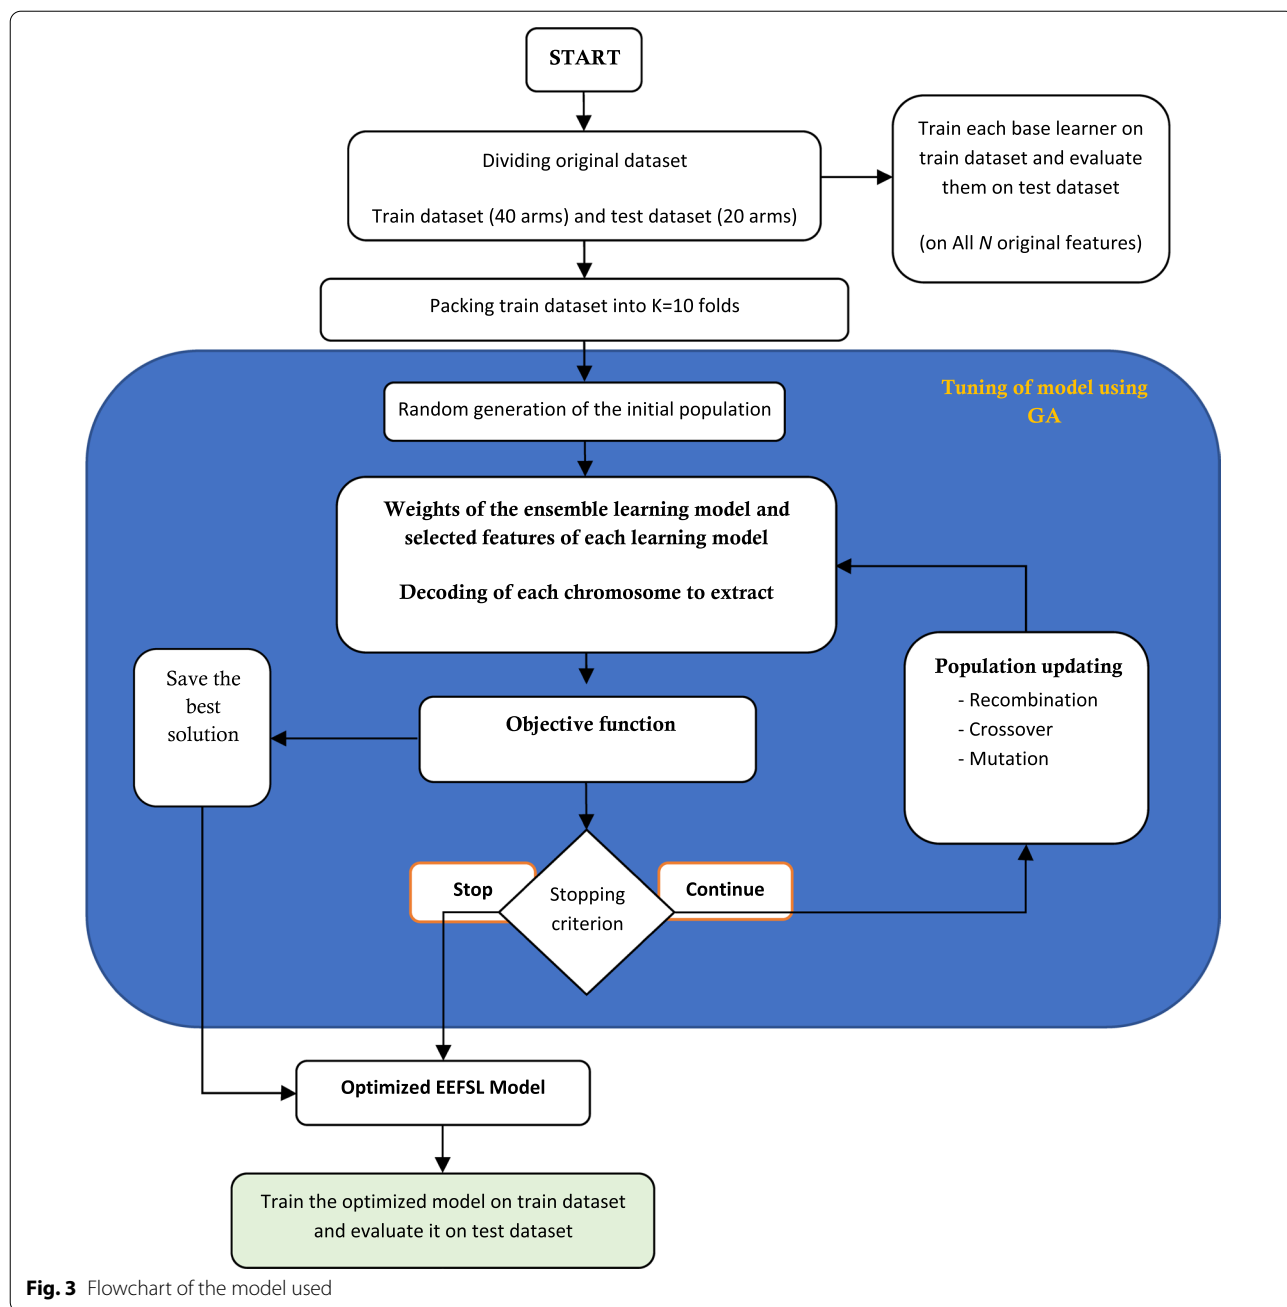 START
Dividing original dataset
Train dataset (40 arms) and test dataset (20 arms)
Train each base learner on
train dataset and evaluate
them on test dataset
(on All N original features)
Packing train dataset into K=10 folds
Tuning of model using
GA
Random generation of the initial population
Weights of the ensemble learning model and
selected features of each learning model
Decoding of each chromosome to extract
Population updating
- Recombination
- Crossover
- Mutation
Save the
best
solution
Objective function
Stop
Stopping
criterion
Continue
Optimized EEFSL Model
Train the optimized model on train dataset
and evaluate it on test dataset
Fig. 3 Flowchart of the model used